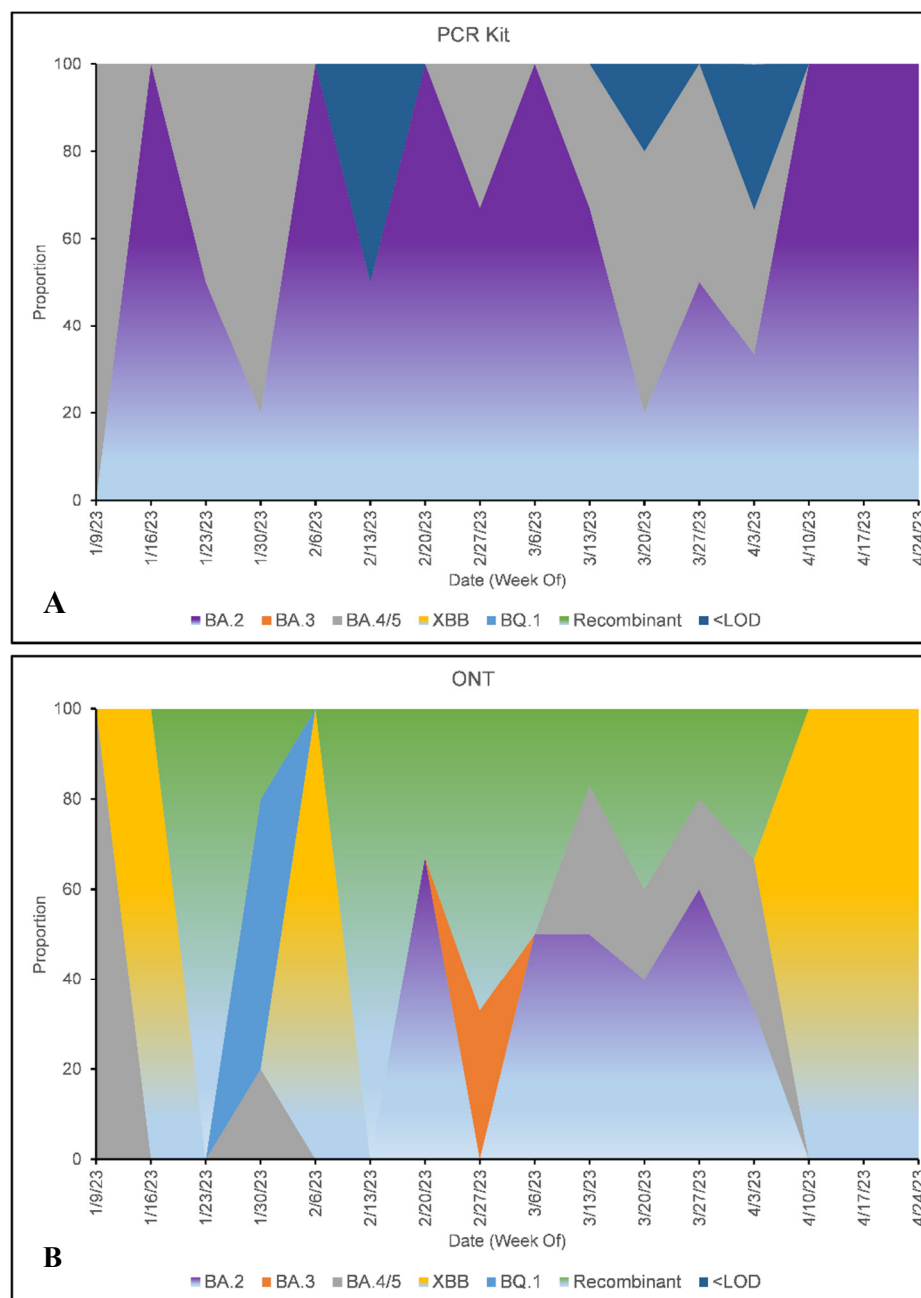 PCR Kit
100
80
60
40
20
0
Proportion
1/9/23 1/16/23 1/23/23 1/30/23 2/6/23 2/13/23 2/20/23 2/27/23 3/6/23 3/13/23 3/20/23 3/27/23 4/3/23 4/10/23 4/17/23 4/24/23
Date (Week Of)
A
BA.2 BA.3 BA.4/5 XBB BQ.1 Recombinant <LOD
ONT
100
80
60
40
20
0
Proportion
1/9/23 1/16/23 1/23/23 1/30/23 2/6/23 2/13/23 2/20/23 2/27/23 3/6/23 3/13/23 3/20/23 3/27/23 4/3/23 4/10/23 4/17/23 4/24/23
Date (Week Of)
B
BA.2 BA.3 BA.4/5 XBB BQ.1 Recombinant <LOD